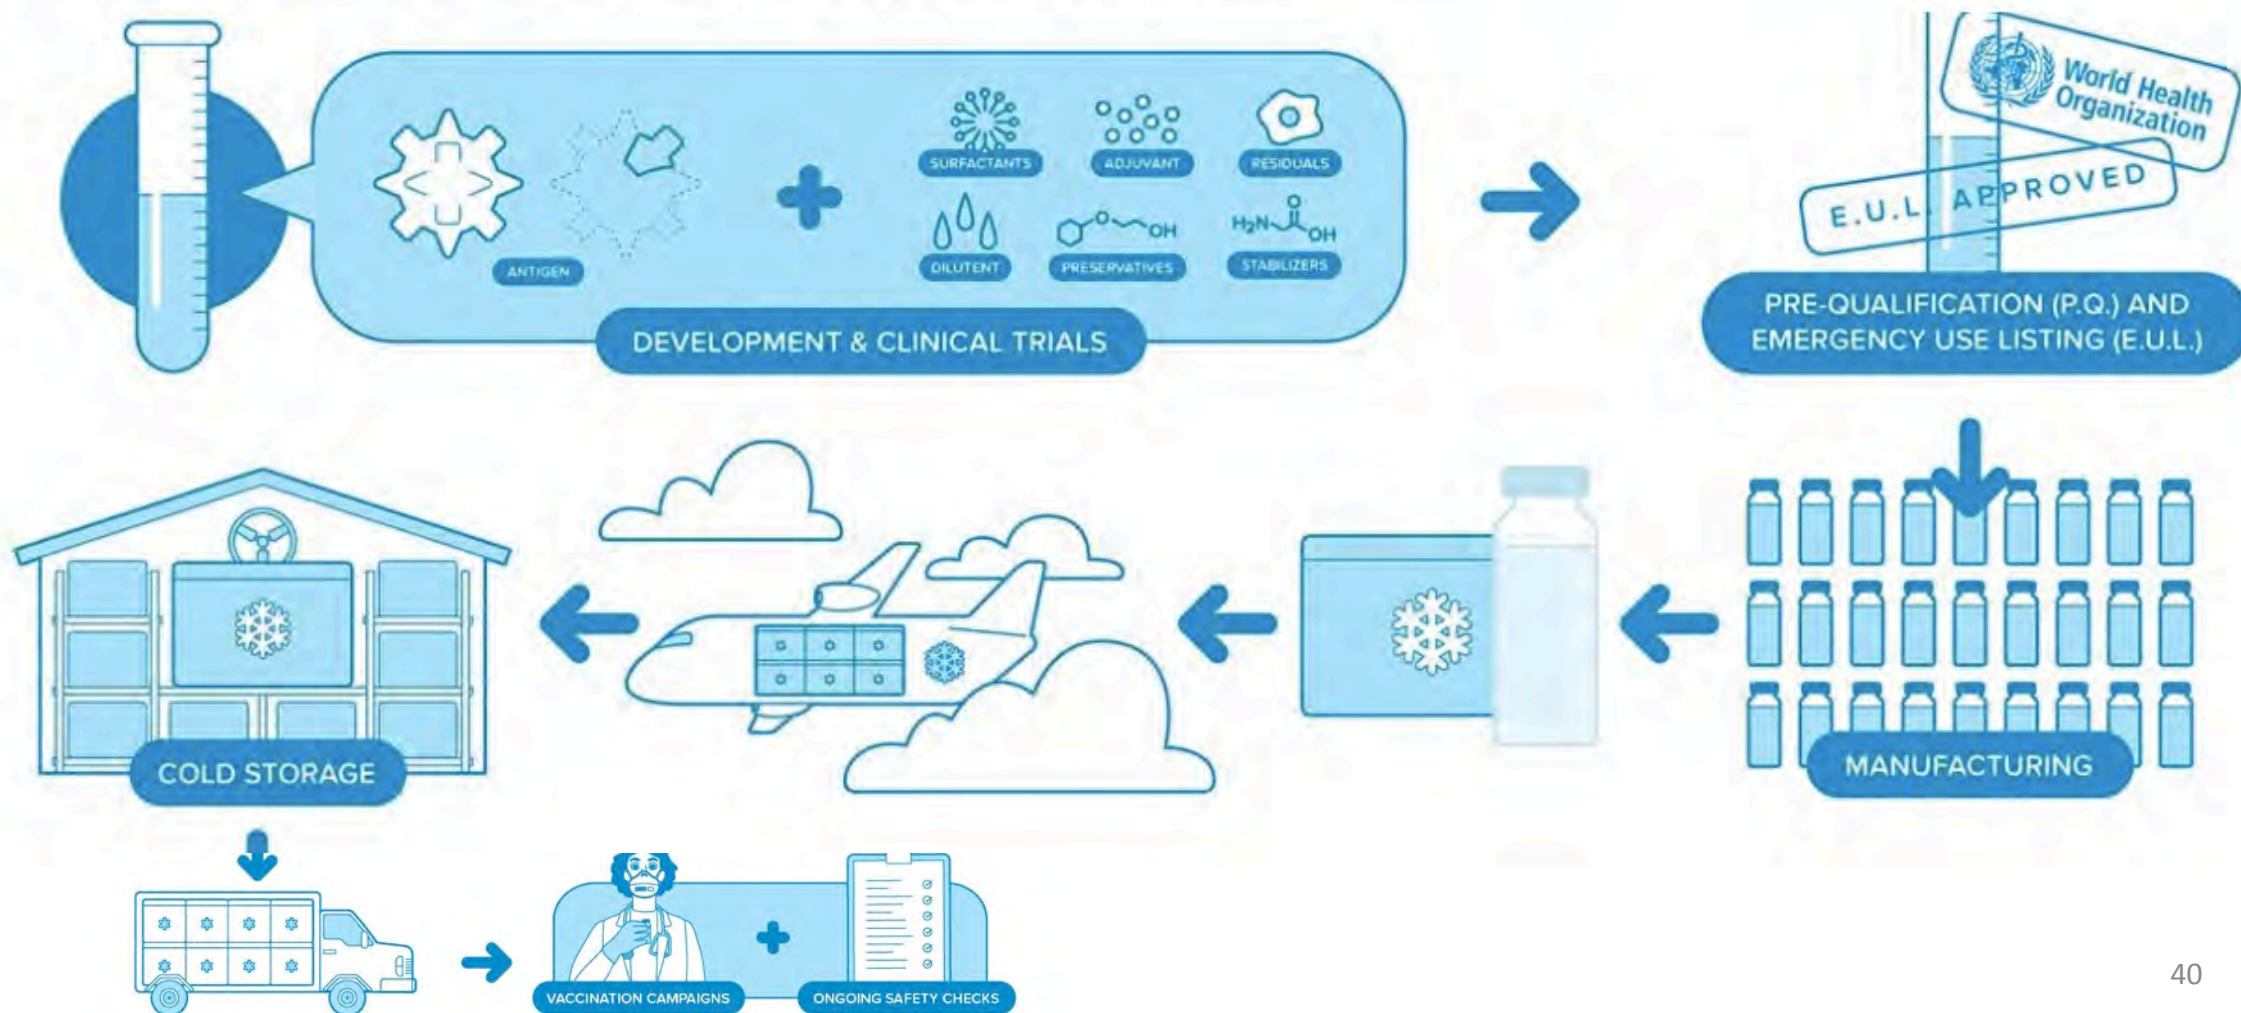 SURFACTANTS
ADJUVANT
RESIDUALS
H₂N
O
OH
O
OH
DILUTENT
PRESERVATIVES
STABILIZERS
ANTIGEN
DEVELOPMENT & CLINICAL TRIALS
World Health
Organization
E.U.L. APPROVED
PRE-QUALIFICATION (P.Q.) AND
EMERGENCY USE LISTING (E.U.L.)
COLD STORAGE
MANUFACTURING
VACCINATION CAMPAIGNS
ONGOING SAFETY CHECKS
40